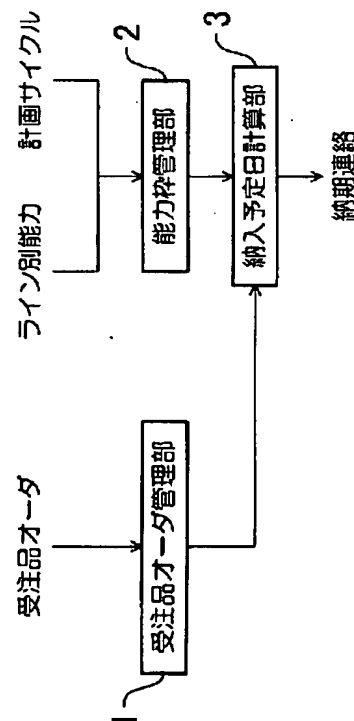 受注品オーダ
ライン別能力
計画サイクル
1
受注品オーダ管理部
能力枠管理部
2
納入予定日計算部
3
納期連絡